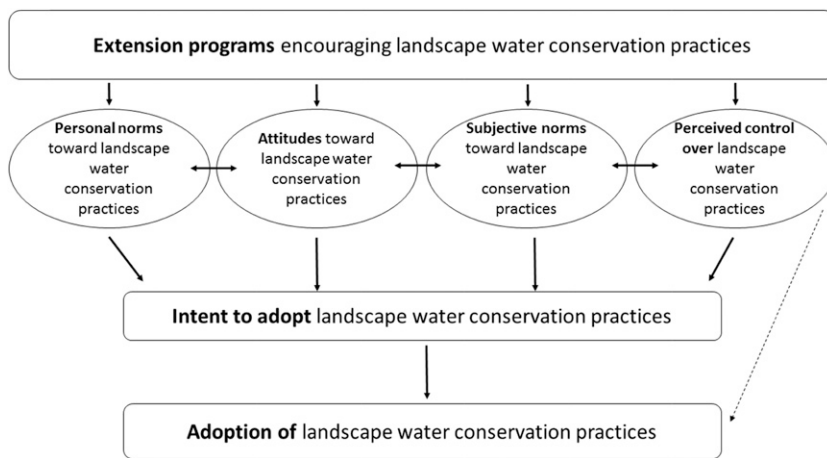 Extension programs encouraging landscape water conservation practices
Personal norms
toward landscape
water
conservation
practices
Attitudes toward
landscape water
conservation
practices
Subjective norms
toward landscape
water
conservation
practices
Perceived control
over landscape
water
conservation
practices
Intent to adopt landscape water conservation practices
Adoption of landscape water conservation practices